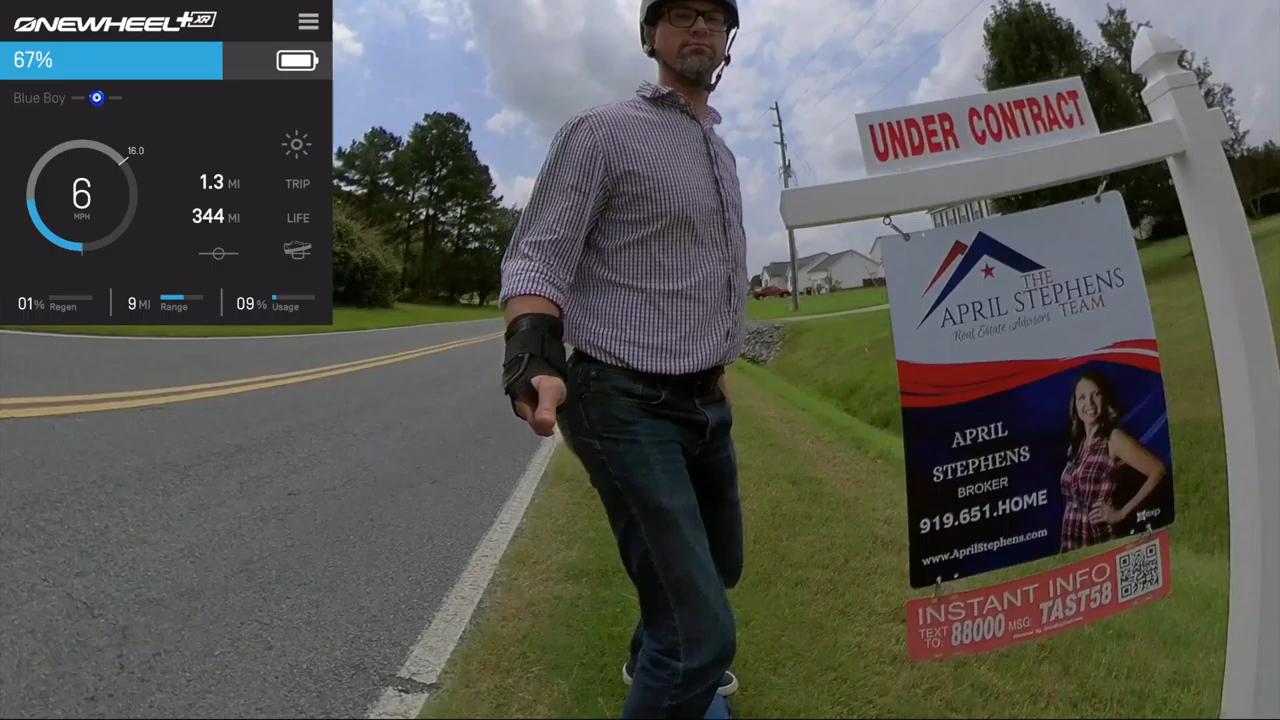 ONEWHEEL+XR
67%
Blue Boy
16.0
6
MPH
1.3 MI TRIP
344 MI LIFE
01% Regen
9 MI Range
09% Usage
UNDER CONTRACT
THE
APRIL STEPHENS
TEAM
Real Estate Advisors
APRIL
STEPHENS
BROKER
919.651.HOME
www.AprilStephens.com
exp
INSTANT INFO
TEXT TO: 88000 MSG: TAST58